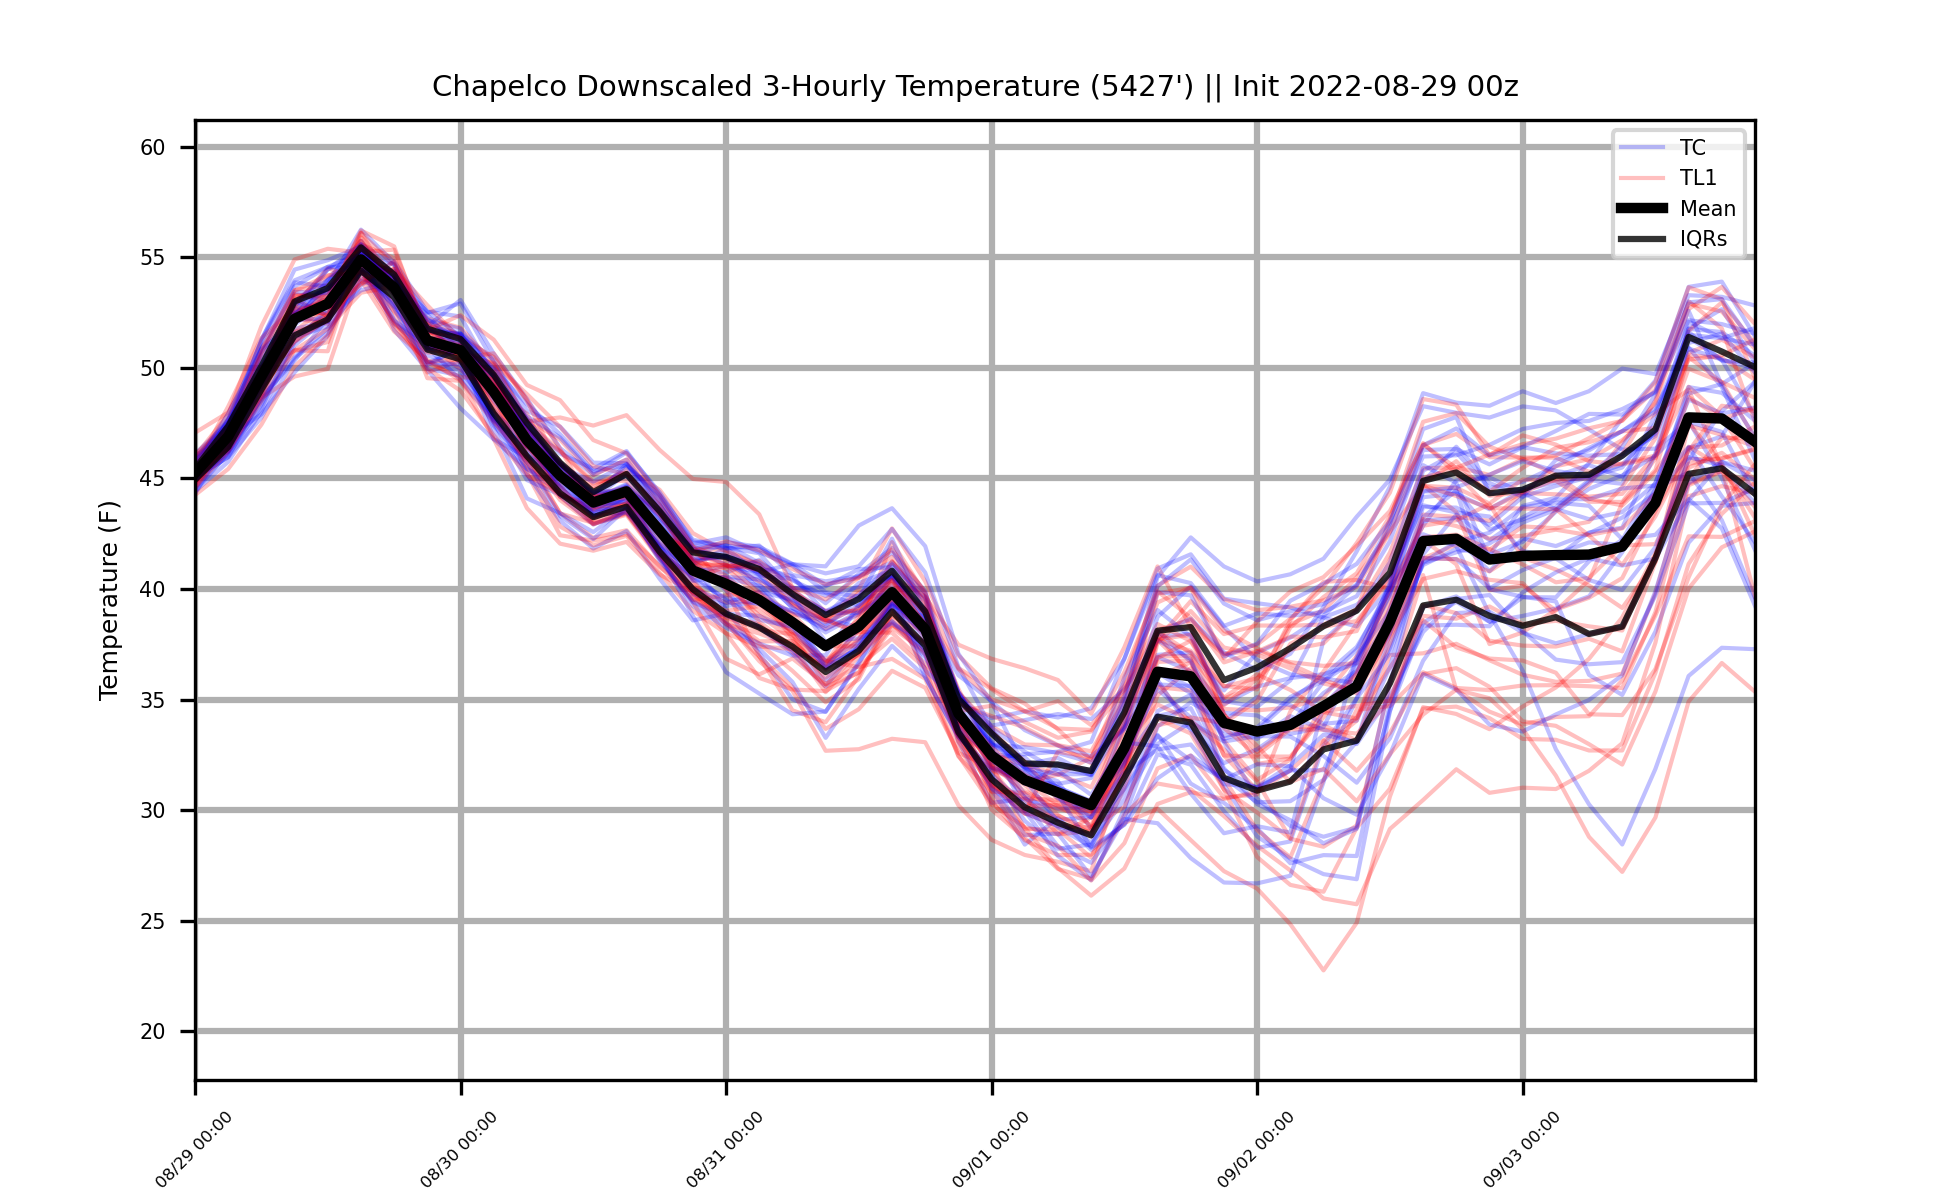 Chapelco Downscaled 3-Hourly Temperature (5427') || Init 2022-08-29 00z
TC
TL1
Mean
IQRs
Temperature (F)
60
55
50
45
40
35
30
25
20
08/29 00:00
08/30 00:00
08/31 00:00
09/01 00:00
09/02 00:00
09/03 00:00